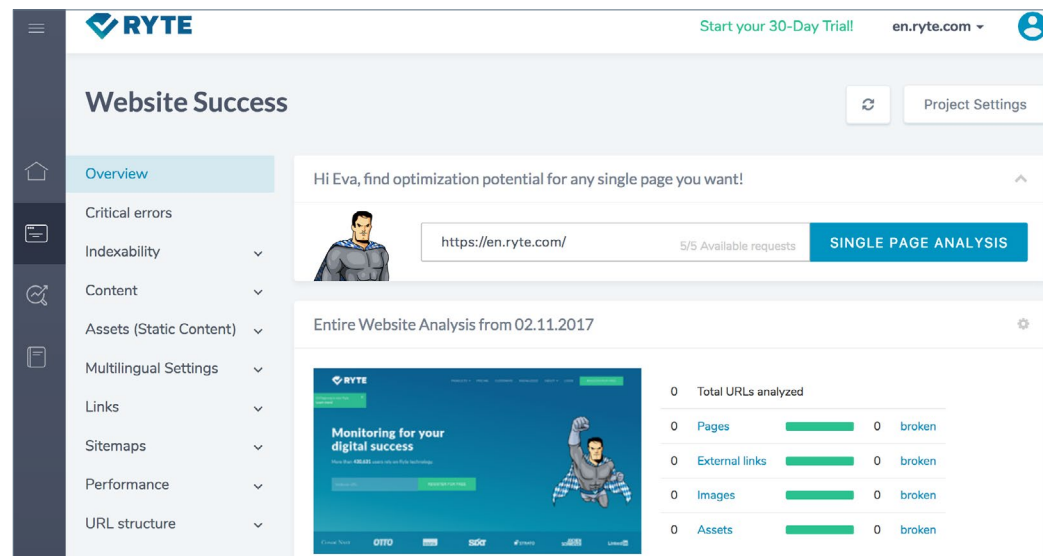 RYTE
Start your 30-Day Trial!
en.ryte.com
Website Success
Project Settings
Overview
Critical errors
Indexability
Content
Assets (Static Content)
Multilingual Settings
Links
Sitemaps
Performance
URL structure
Hi Eva, find optimization potential for any single page you want!
https://en.ryte.com/
5/5 Available requests
SINGLE PAGE ANALYSIS
Entire Website Analysis from 02.11.2017
RYTE
Monitoring for your
digital success
OTTO
SIXT
0 Total URLs analyzed
0 Pages 0 broken
0 External links 0 broken
0 Images 0 broken
0 Assets 0 broken